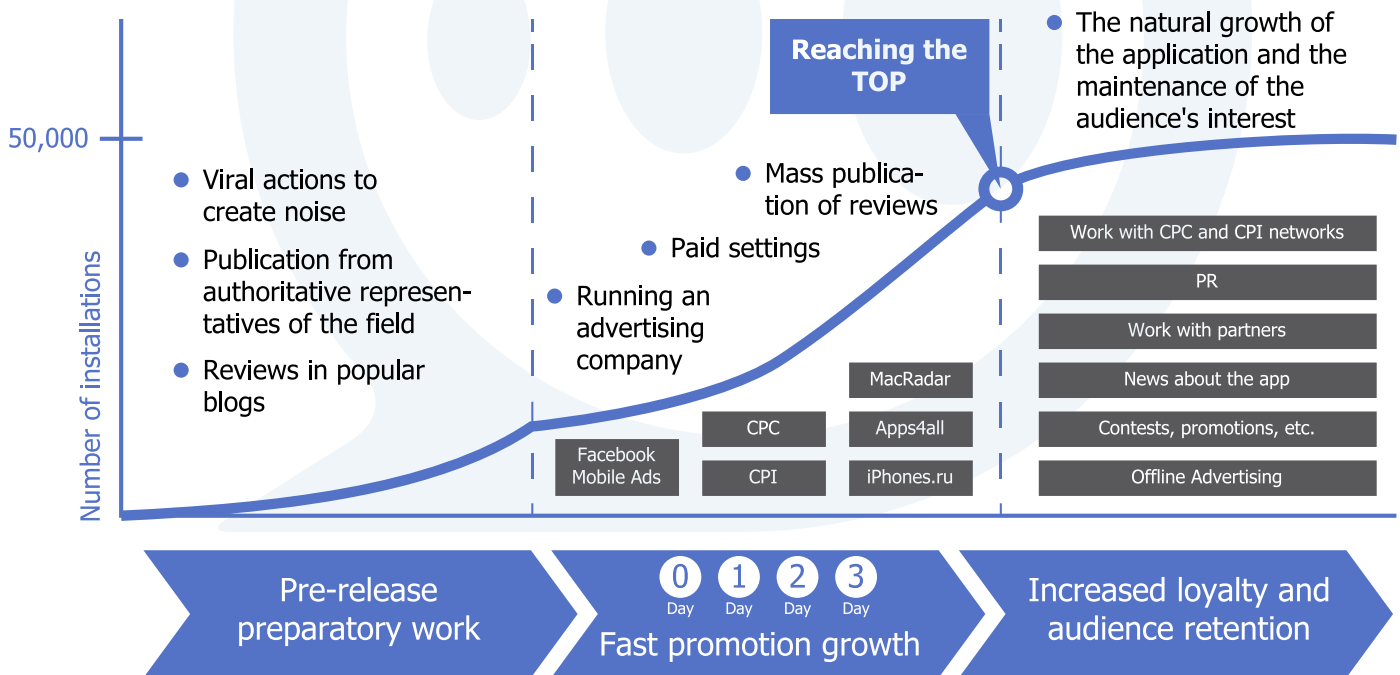 50,000
Number of installations
Viral actions to
create noise
Publication from
authoritative represen-
tatives of the field
Reviews in popular
blogs
Running an
advertising
company
Paid settings
Mass publica-
tion of reviews
Reaching the
TOP
The natural growth of
the application and the
maintenance of the
audience's interest
Facebook
Mobile Ads
CPC
CPI
MacRadar
Apps4all
iPhones.ru
Work with CPC and CPI networks
PR
Work with partners
News about the app
Contests, promotions, etc.
Offline Advertising
Pre-release
preparatory work
0 1 2 3
Day Day Day Day
Fast promotion growth
Increased loyalty and
audience retention